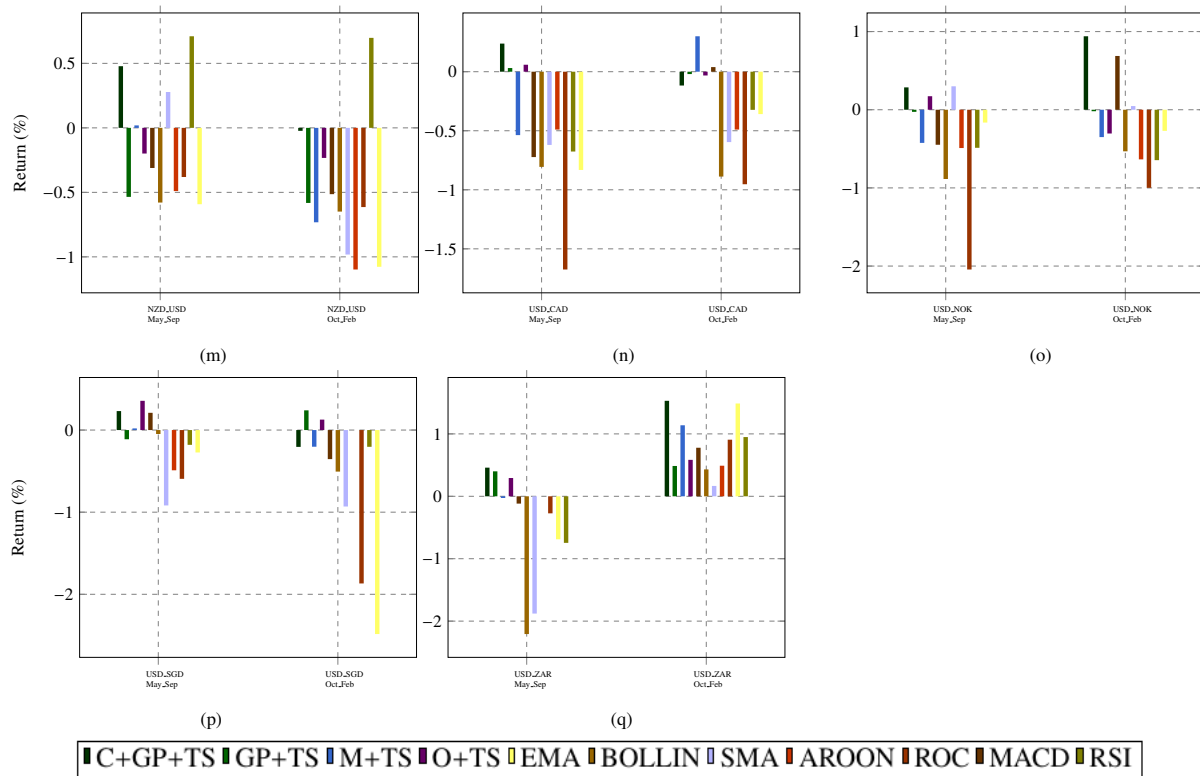 0.5
0
−0.5
−1
Return (%)
NZD_USD
May_Sep
NZD_USD
Oct_Feb
(m)
0
−0.5
−1
−1.5
USD_CAD
May_Sep
USD_CAD
Oct_Feb
(n)
1
0
−1
−2
USD_NOK
May_Sep
USD_NOK
Oct_Feb
(o)
0
−1
−2
Return (%)
USD_SGD
May_Sep
USD_SGD
Oct_Feb
(p)
1
0
−1
−2
USD_ZAR
May_Sep
USD_ZAR
Oct_Feb
(q)
C+GP+TS GP+TS M+TS O+TS EMA BOLLIN SMA AROON ROC MACD RSI